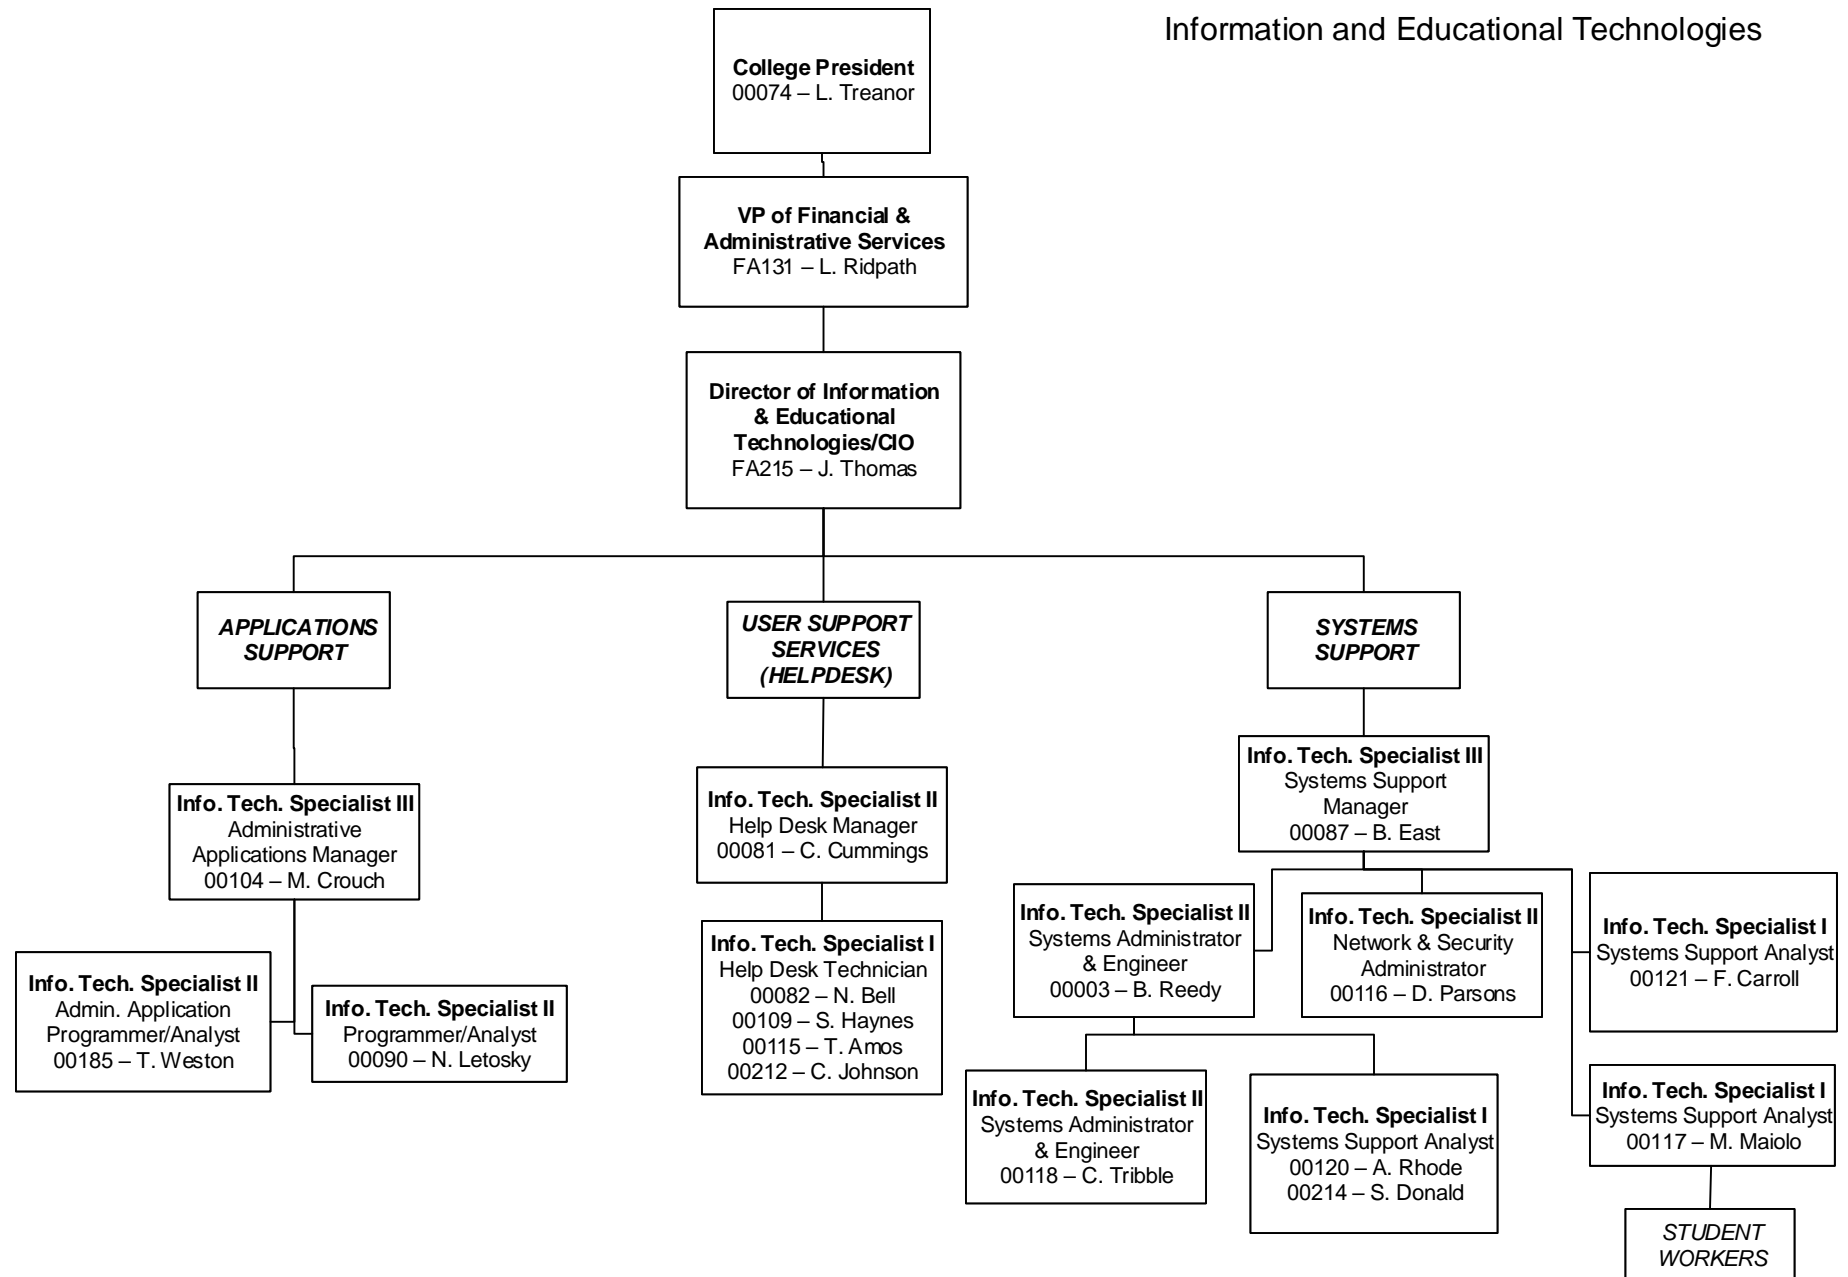 Information and Educational Technologies
College President
00074 – L. Treanor
VP of Financial &
Administrative Services
FA131 – L. Ridpath
Director of Information
& Educational
Technologies/CIO
FA215 – J. Thomas
APPLICATIONS
SUPPORT
USER SUPPORT
SERVICES
(HELPDESK)
SYSTEMS
SUPPORT
Info. Tech. Specialist III
Administrative
Applications Manager
00104 – M. Crouch
Info. Tech. Specialist II
Admin. Application
Programmer/Analyst
00185 – T. Weston
Info. Tech. Specialist II
Programmer/Analyst
00090 – N. Letosky
Info. Tech. Specialist II
Help Desk Manager
00081 – C. Cummings
Info. Tech. Specialist I
Help Desk Technician
00082 – N. Bell
00109 – S. Haynes
00115 – T. Amos
00212 – C. Johnson
Info. Tech. Specialist III
Systems Support
Manager
00087 – B. East
Info. Tech. Specialist II
Systems Administrator
& Engineer
00003 – B. Reedy
Info. Tech. Specialist II
Network & Security
Administrator
00116 – D. Parsons
Info. Tech. Specialist I
Systems Support Analyst
00121 – F. Carroll
Info. Tech. Specialist II
Systems Administrator
& Engineer
00118 – C. Tribble
Info. Tech. Specialist I
Systems Support Analyst
00120 – A. Rhode
00214 – S. Donald
Info. Tech. Specialist I
Systems Support Analyst
00117 – M. Maiolo
STUDENT
WORKERS